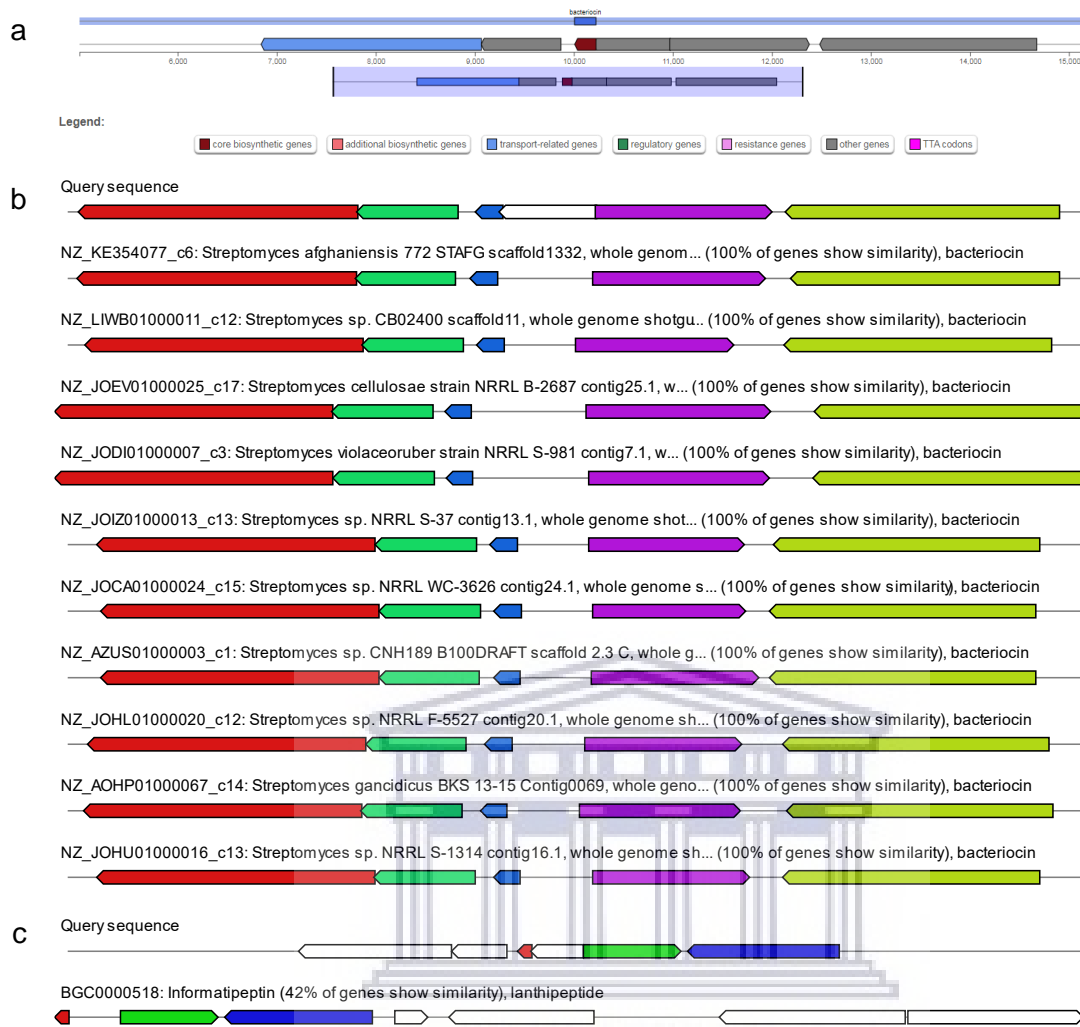 a
bacteriocin
6,000 7,000 8,000 9,000 10,000 11,000 12,000 13,000 14,000 15,000
Legend:
core biosynthetic genes additional biosynthetic genes transport-related genes regulatory genes resistance genes other genes TTA codons
b
Query sequence
NZ_KE354077_c6: Streptomyces afghaniensis 772 STAFG scaffold1332, whole genom... (100% of genes show similarity), bacteriocin
NZ_LIWB01000011_c12: Streptomyces sp. CB02400 scaffold11, whole genome shotgu... (100% of genes show similarity), bacteriocin
NZ_JOEV01000025_c17: Streptomyces cellulosae strain NRRL B-2687 contig25.1, w... (100% of genes show similarity), bacteriocin
NZ_JODI01000007_c3: Streptomyces violaceoruber strain NRRL S-981 contig7.1, w... (100% of genes show similarity), bacteriocin
NZ_JOIZ01000013_c13: Streptomyces sp. NRRL S-37 contig13.1, whole genome shot... (100% of genes show similarity), bacteriocin
NZ_JOCA01000024_c15: Streptomyces sp. NRRL WC-3626 contig24.1, whole genome s... (100% of genes show similarity), bacteriocin
NZ_AZUS01000003_c1: Streptomyces sp. CNH189 B100DRAFT scaffold 2.3 C, whole g... (100% of genes show similarity), bacteriocin
NZ_JOHL01000020_c12: Streptomyces sp. NRRL F-5527 contig20.1, whole genome sh... (100% of genes show similarity), bacteriocin
NZ_AOHP01000067_c14: Streptomyces gancidicus BKS 13-15 Contig0069, whole geno... (100% of genes show similarity), bacteriocin
NZ_JOHU01000016_c13: Streptomyces sp. NRRL S-1314 contig16.1, whole genome sh... (100% of genes show similarity), bacteriocin
c
Query sequence
BGC0000518: Informatipeptin (42% of genes show similarity), lanthipeptide